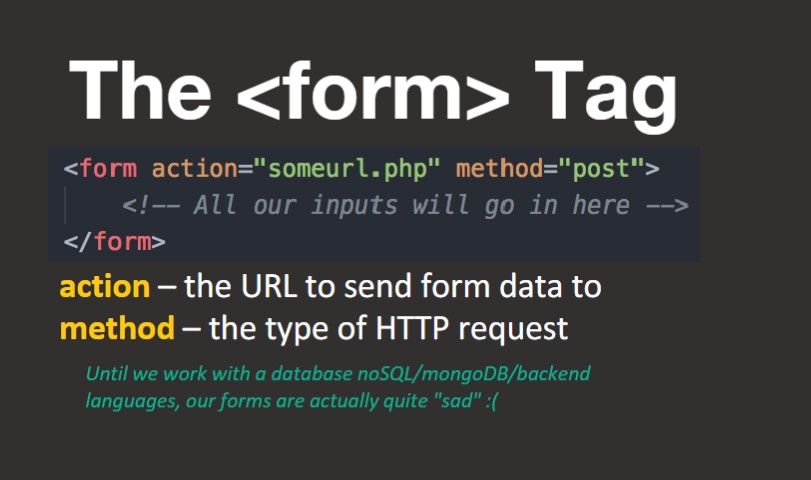 The <form> Tag
<form action="someurl.php" method="post">
<!-- All our inputs will go in here -->
</form>
action – the URL to send form data to
method – the type of HTTP request
Until we work with a database noSQL/mongoDB/backend
languages, our forms are actually quite "sad" :(